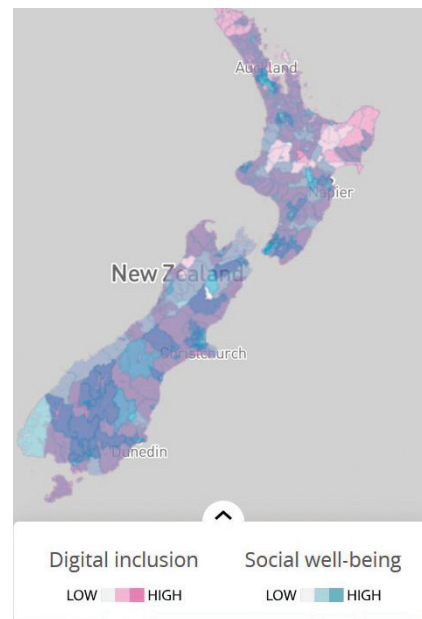 Auckland
Napier
New Zealand
Christchurch
Dunedin
Digital inclusion
Social well-being
LOW HIGH
LOW HIGH